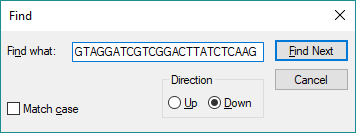 Find
Find what: GTAGGATCGTCGGACTTATCTCAAG Find Next
Direction Cancel
Match case Up Down